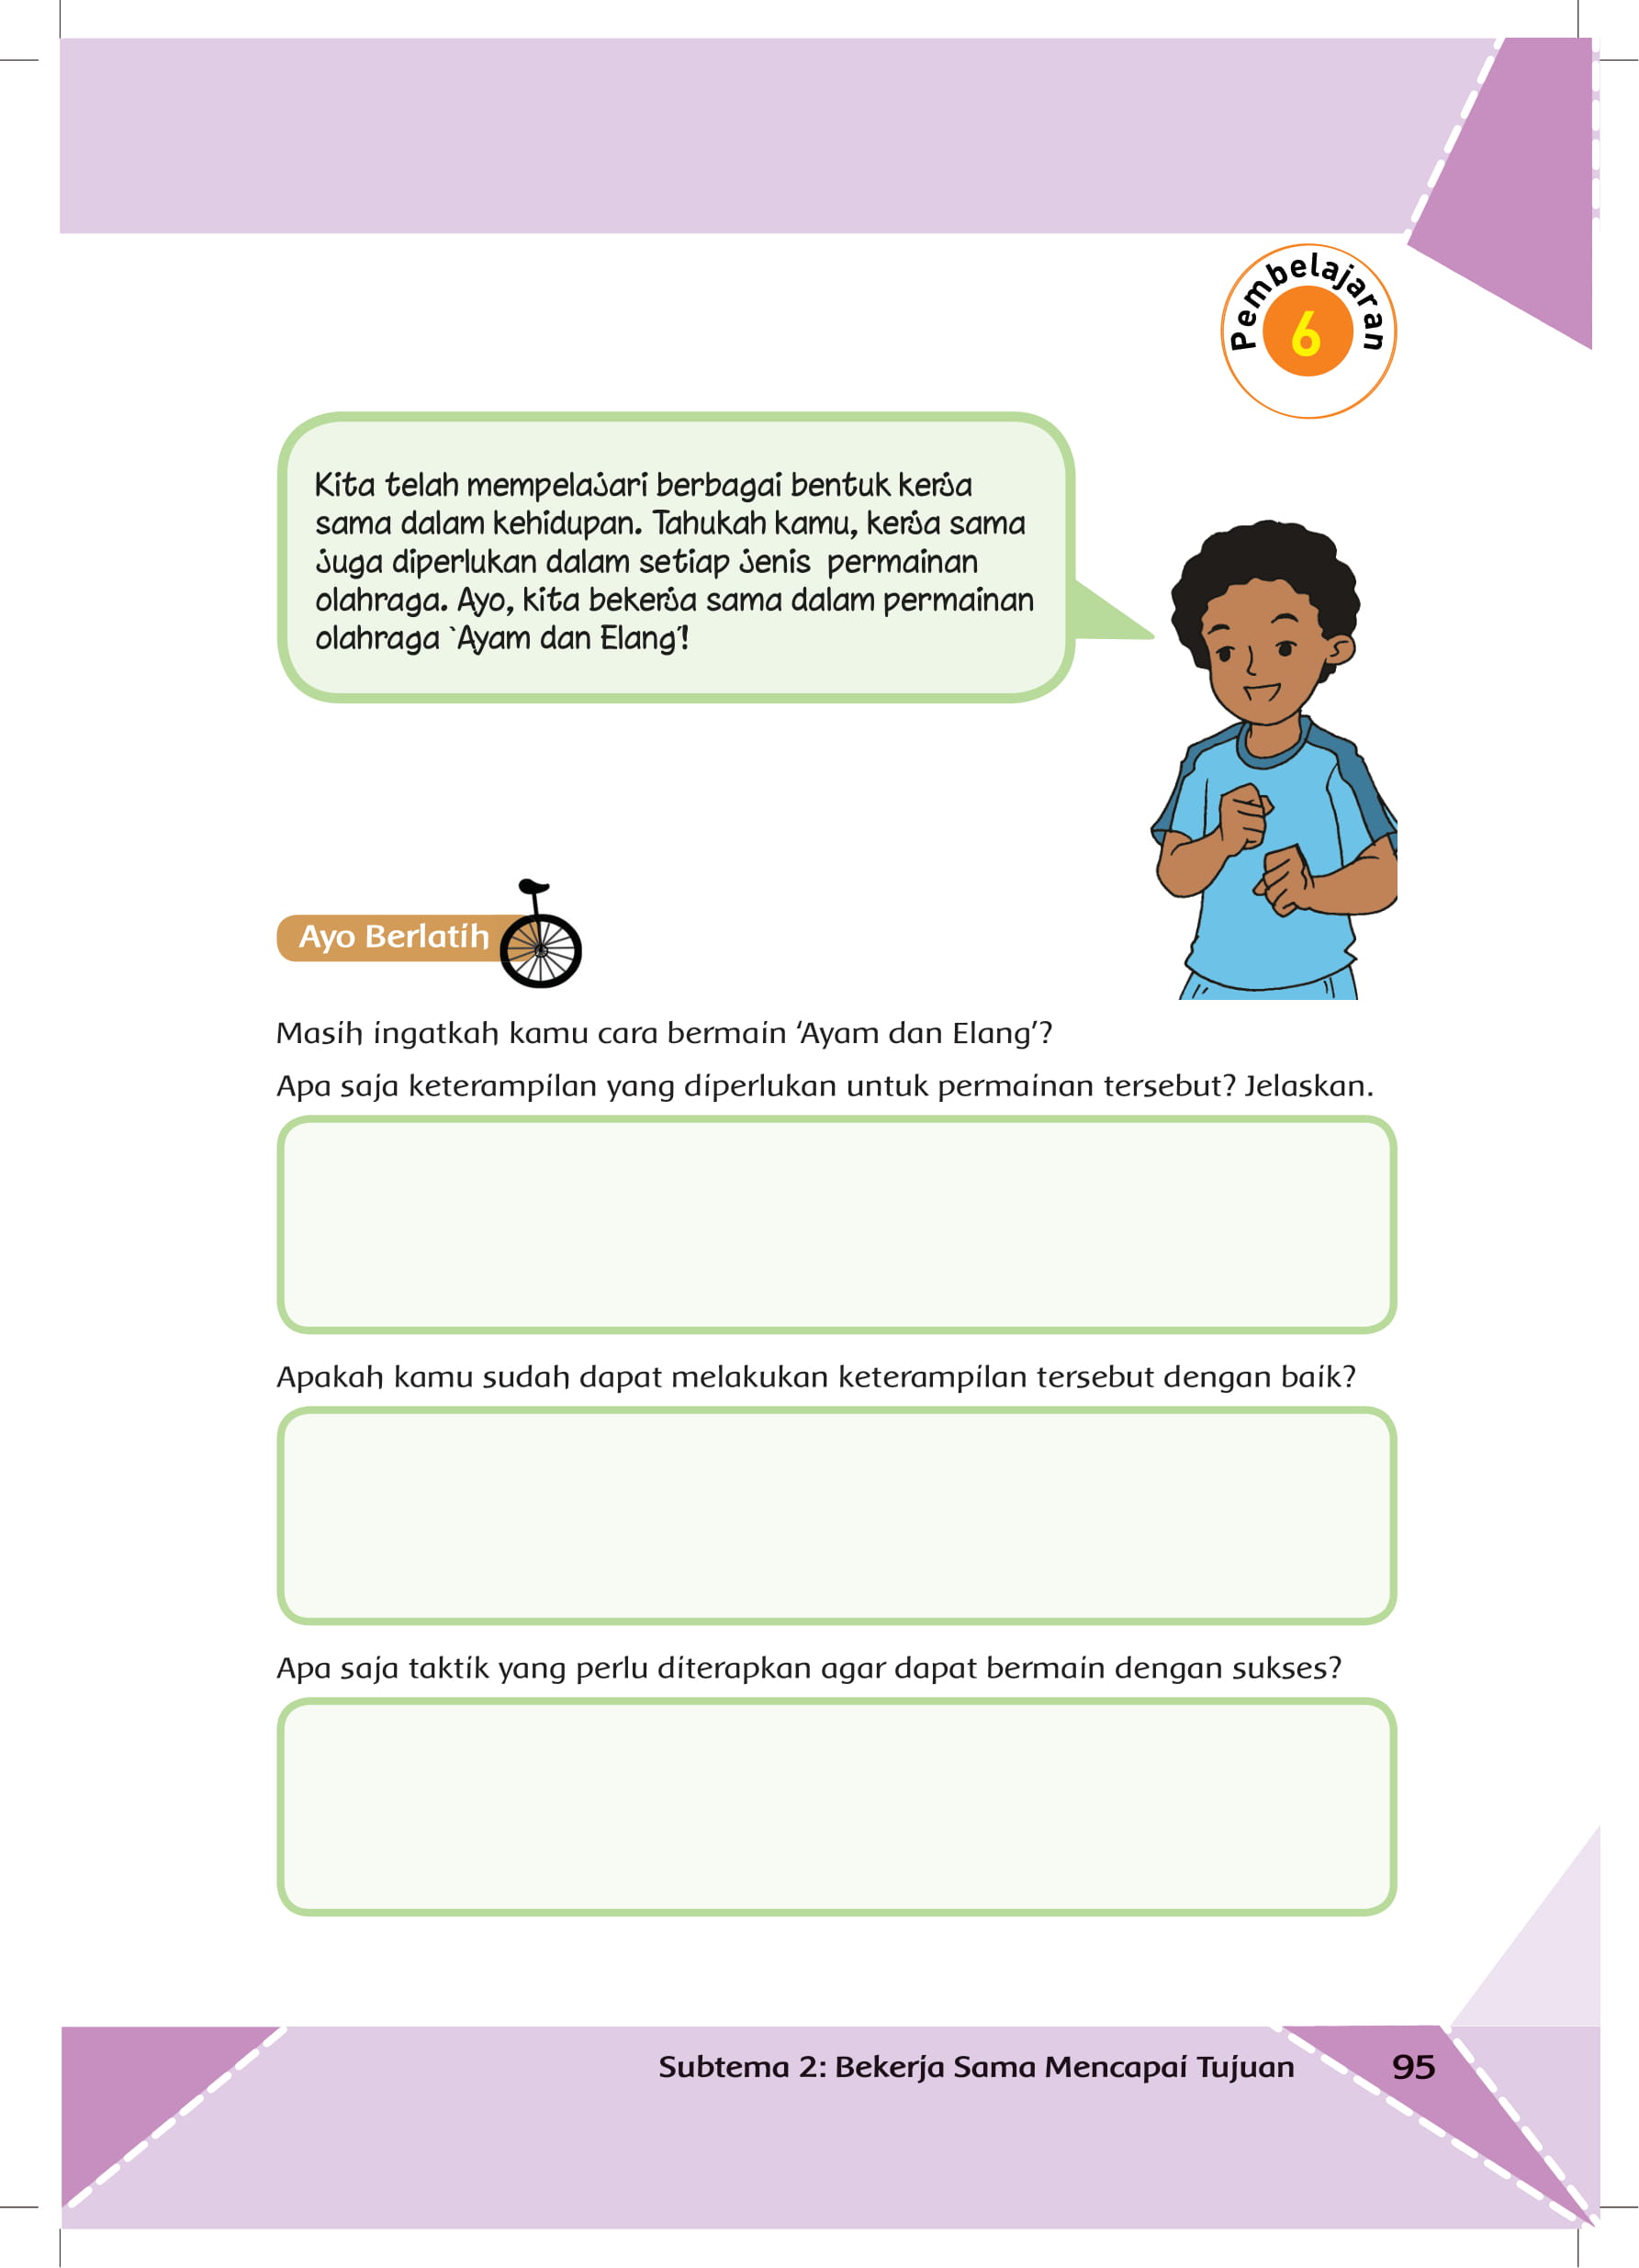 Pembelajaran
6
Kita telah mempelajari berbagai bentuk kerja
sama dalam kehidupan. Tahukah kamu, kerja sama
juga diperlukan dalam setiap jenis permainan
olahraga. Ayo, kita bekerja sama dalam permainan
olahraga `Ayam dan Elang´!
Ayo Berlatih
Masih ingatkah kamu cara bermain ‘Ayam dan Elang’?
Apa saja keterampilan yang diperlukan untuk permainan tersebut? Jelaskan.
Apakah kamu sudah dapat melakukan keterampilan tersebut dengan baik?
Apa saja taktik yang perlu diterapkan agar dapat bermain dengan sukses?
Subtema 2: Bekerja Sama Mencapai Tujuan 95